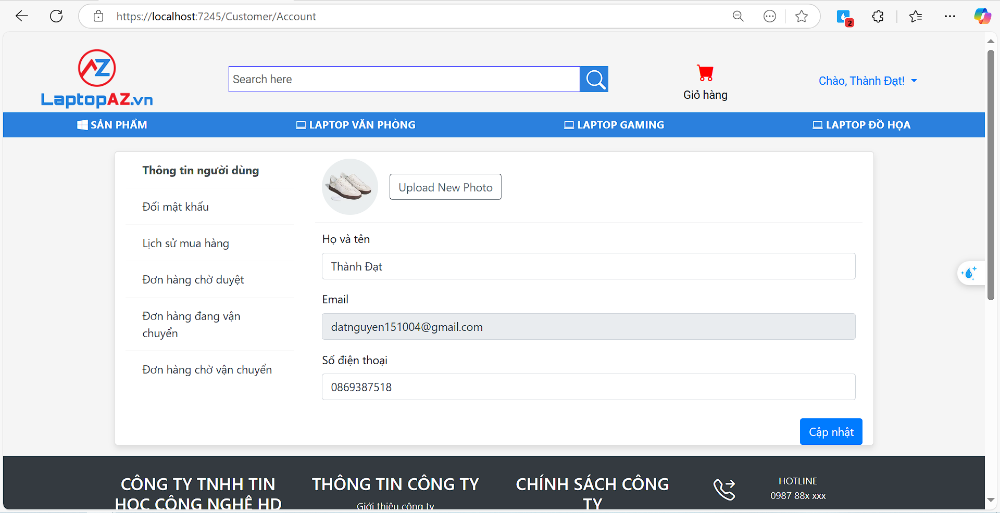 https://localhost:7245/Customer/Account
2
AZ
LaptopAZ.vn
Search here
Giỏ hàng
Chào, Thành Đạt!
SẢN PHẨM
LAPTOP VĂN PHÒNG
LAPTOP GAMING
LAPTOP ĐỒ HỌA
Thông tin người dùng
Đổi mật khẩu
Lịch sử mua hàng
Đơn hàng chờ duyệt
Đơn hàng đang vận
chuyển
Đơn hàng chờ vận chuyển
Upload New Photo
Họ và tên
Thành Đạt
Email
datnguyen151004@gmail.com
Số điện thoại
0869387518
Cập nhật
CÔNG TY TNHH TIN
HỌC CÔNG NGHỆ HD
THÔNG TIN CÔNG TY
Giới thiệu công ty
CHÍNH SÁCH CÔNG
TY
HOTLINE
0987 88x xxx